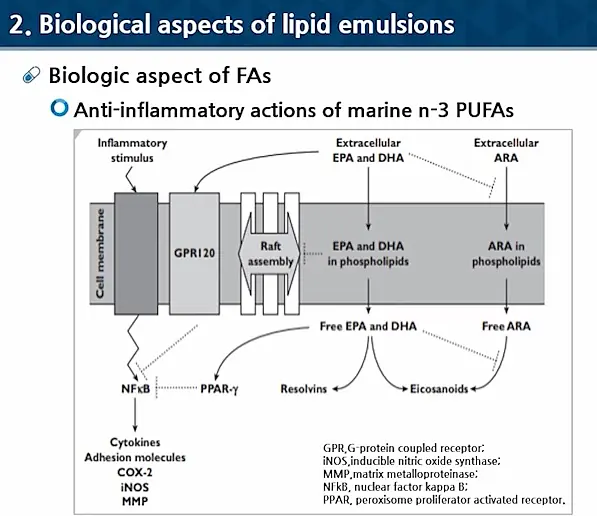 2. Biological aspects of lipid emulsions
Biologic aspect of FAs
Anti-inflammatory actions of marine n-3 PUFAs
Inflammatory
stimulus
Extracellular
EPA and DHA
Extracellular
ARA
Cell membrane
GPR120
Raft
assembly
EPA and DHA
in phospholipids
ARA in
phospholipids
Free EPA and DHA
Free ARA
NFκB
PPAR-γ
Resolvins
Eicosanoids
Cytokines
Adhesion molecules
COX-2
iNOS
MMP
GPR,G-protein coupled receptor;
iNOS,inducible nitric oxide synthase;
MMP,matrix metalloproteinase;
NFkB, nuclear factor kappa B;
PPAR, peroxisome proliferator activated receptor.